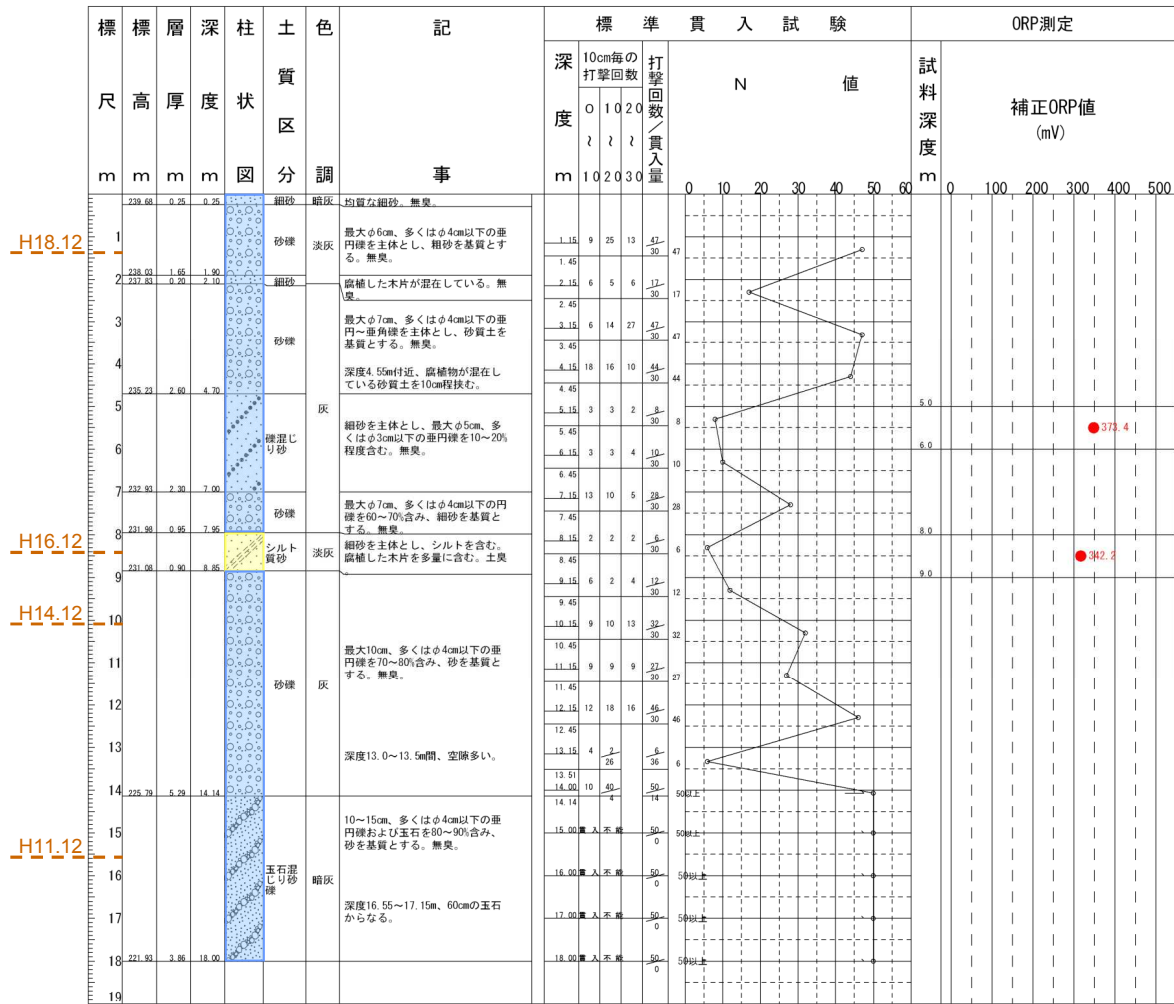 標尺 m
標高 m
層厚 m
深度 m
柱状図
土質区分
色調
記事
標準貫入試験
深度 m
10cm毎の打撃回数
0〜10
10〜20
20〜30
打撃回数/貫入量
N値
0 10 20 30 40 50 60
ORP測定
試料深度 m
補正ORP値
(mV)
0 100 200 300 400 500
H18.12
H16.12
H14.12
H11.12
1
2
3
4
5
6
7
8
9
10
11
12
13
14
15
16
17
18
19
239.68 0.25 0.25 細砂 暗灰 均質な細砂。無臭。
238.03 1.65 1.90 砂礫 淡灰
最大φ6cm、多くはφ4cm以下の亜
円礫を主体とし、粗砂を基質とす
る。無臭。
237.83 0.20 2.10 細砂
腐植した木片が混在している。無
臭。
235.23 2.60 4.70 砂礫
最大φ7cm、多くはφ4cm以下の亜
円〜亜角礫を主体とし、砂質土を
基質とする。無臭。
深度4.55m付近、腐植物が混在し
ている砂質土を10cm程挟む。
灰
232.93 2.30 7.00 礫混じり砂
細砂を主体とし、最大φ5cm、多
くはφ3cm以下の亜円礫を10〜20%
程度含む。無臭。
231.98 0.95 7.95 砂礫
最大φ7cm、多くはφ4cm以下の円
礫を60〜70%含み、細砂を基質と
する。無臭。
231.08 0.90 8.85 シルト質砂 淡灰
細砂を主体とし、シルトを含む。
腐植した木片を多量に含む。土臭
。
225.79 5.29 14.14 砂礫 灰
最大10cm、多くはφ4cm以下の亜
円礫を70〜80%含み、砂を基質と
する。無臭。
深度13.0〜13.5m間、空隙多い。
221.93 3.86 18.00 玉石混じり砂礫 暗灰
10〜15cm、多くはφ4cm以下の亜
円礫および玉石を80〜90%含み、
砂を基質とする。無臭。
深度16.55〜17.15m、60cmの玉石
からなる。
1.15 9 25 13 47/30 47
1.45
2.15 6 5 6 17/30 17
2.45
3.15 6 14 27 47/30 47
3.45
4.15 18 16 10 44/30 44
4.45
5.15 3 3 2 8/30 8
5.45
6.15 3 3 4 10/30 10
6.45
7.15 13 10 5 28/30 28
7.45
8.15 2 2 2 6/30 6
8.45
9.15 6 2 4 12/30 12
9.45
10.15 9 10 13 32/30 32
10.45
11.15 9 9 9 27/30 27
11.45
12.15 12 18 16 46/30 46
12.45
13.15 4 2/26 6/36 6
13.51
14.00 10 40/4 50/14 50以上
14.14
15.00 貫入不能 50/0 50以上
16.00 貫入不能 50/0 50以上
17.00 貫入不能 50/0 50以上
18.00 貫入不能 50/0 50以上
5.0
373.4
6.0
8.0
342.2
9.0